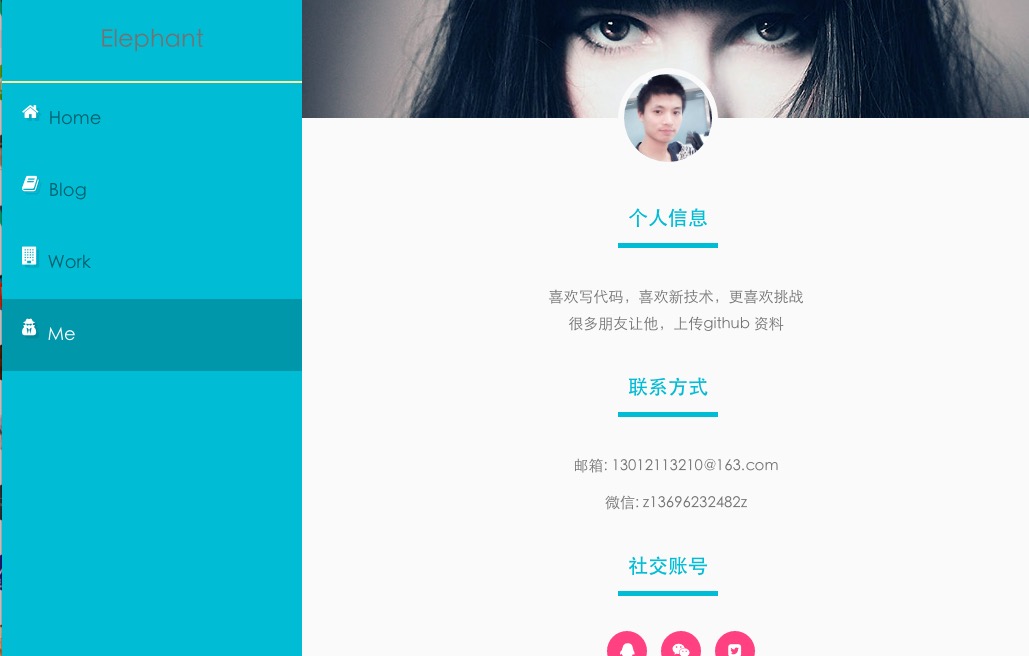 Elephant
Home
Blog
Work
Me
个人信息
喜欢写代码，喜欢新技术，更喜欢挑战
很多朋友让他，上传github 资料
联系方式
邮箱: 13012113210@163.com
微信: z13696232482z
社交账号